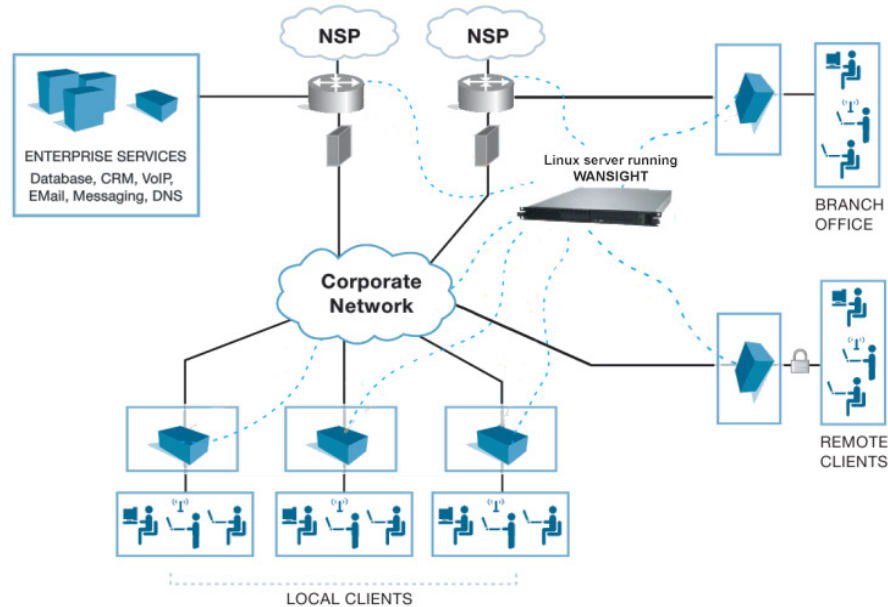 NSP
NSP
ENTERPRISE SERVICES
Database, CRM, VoIP,
EMail, Messaging, DNS
Linux server running
WANSIGHT
BRANCH
OFFICE
Corporate
Network
REMOTE
CLIENTS
LOCAL CLIENTS